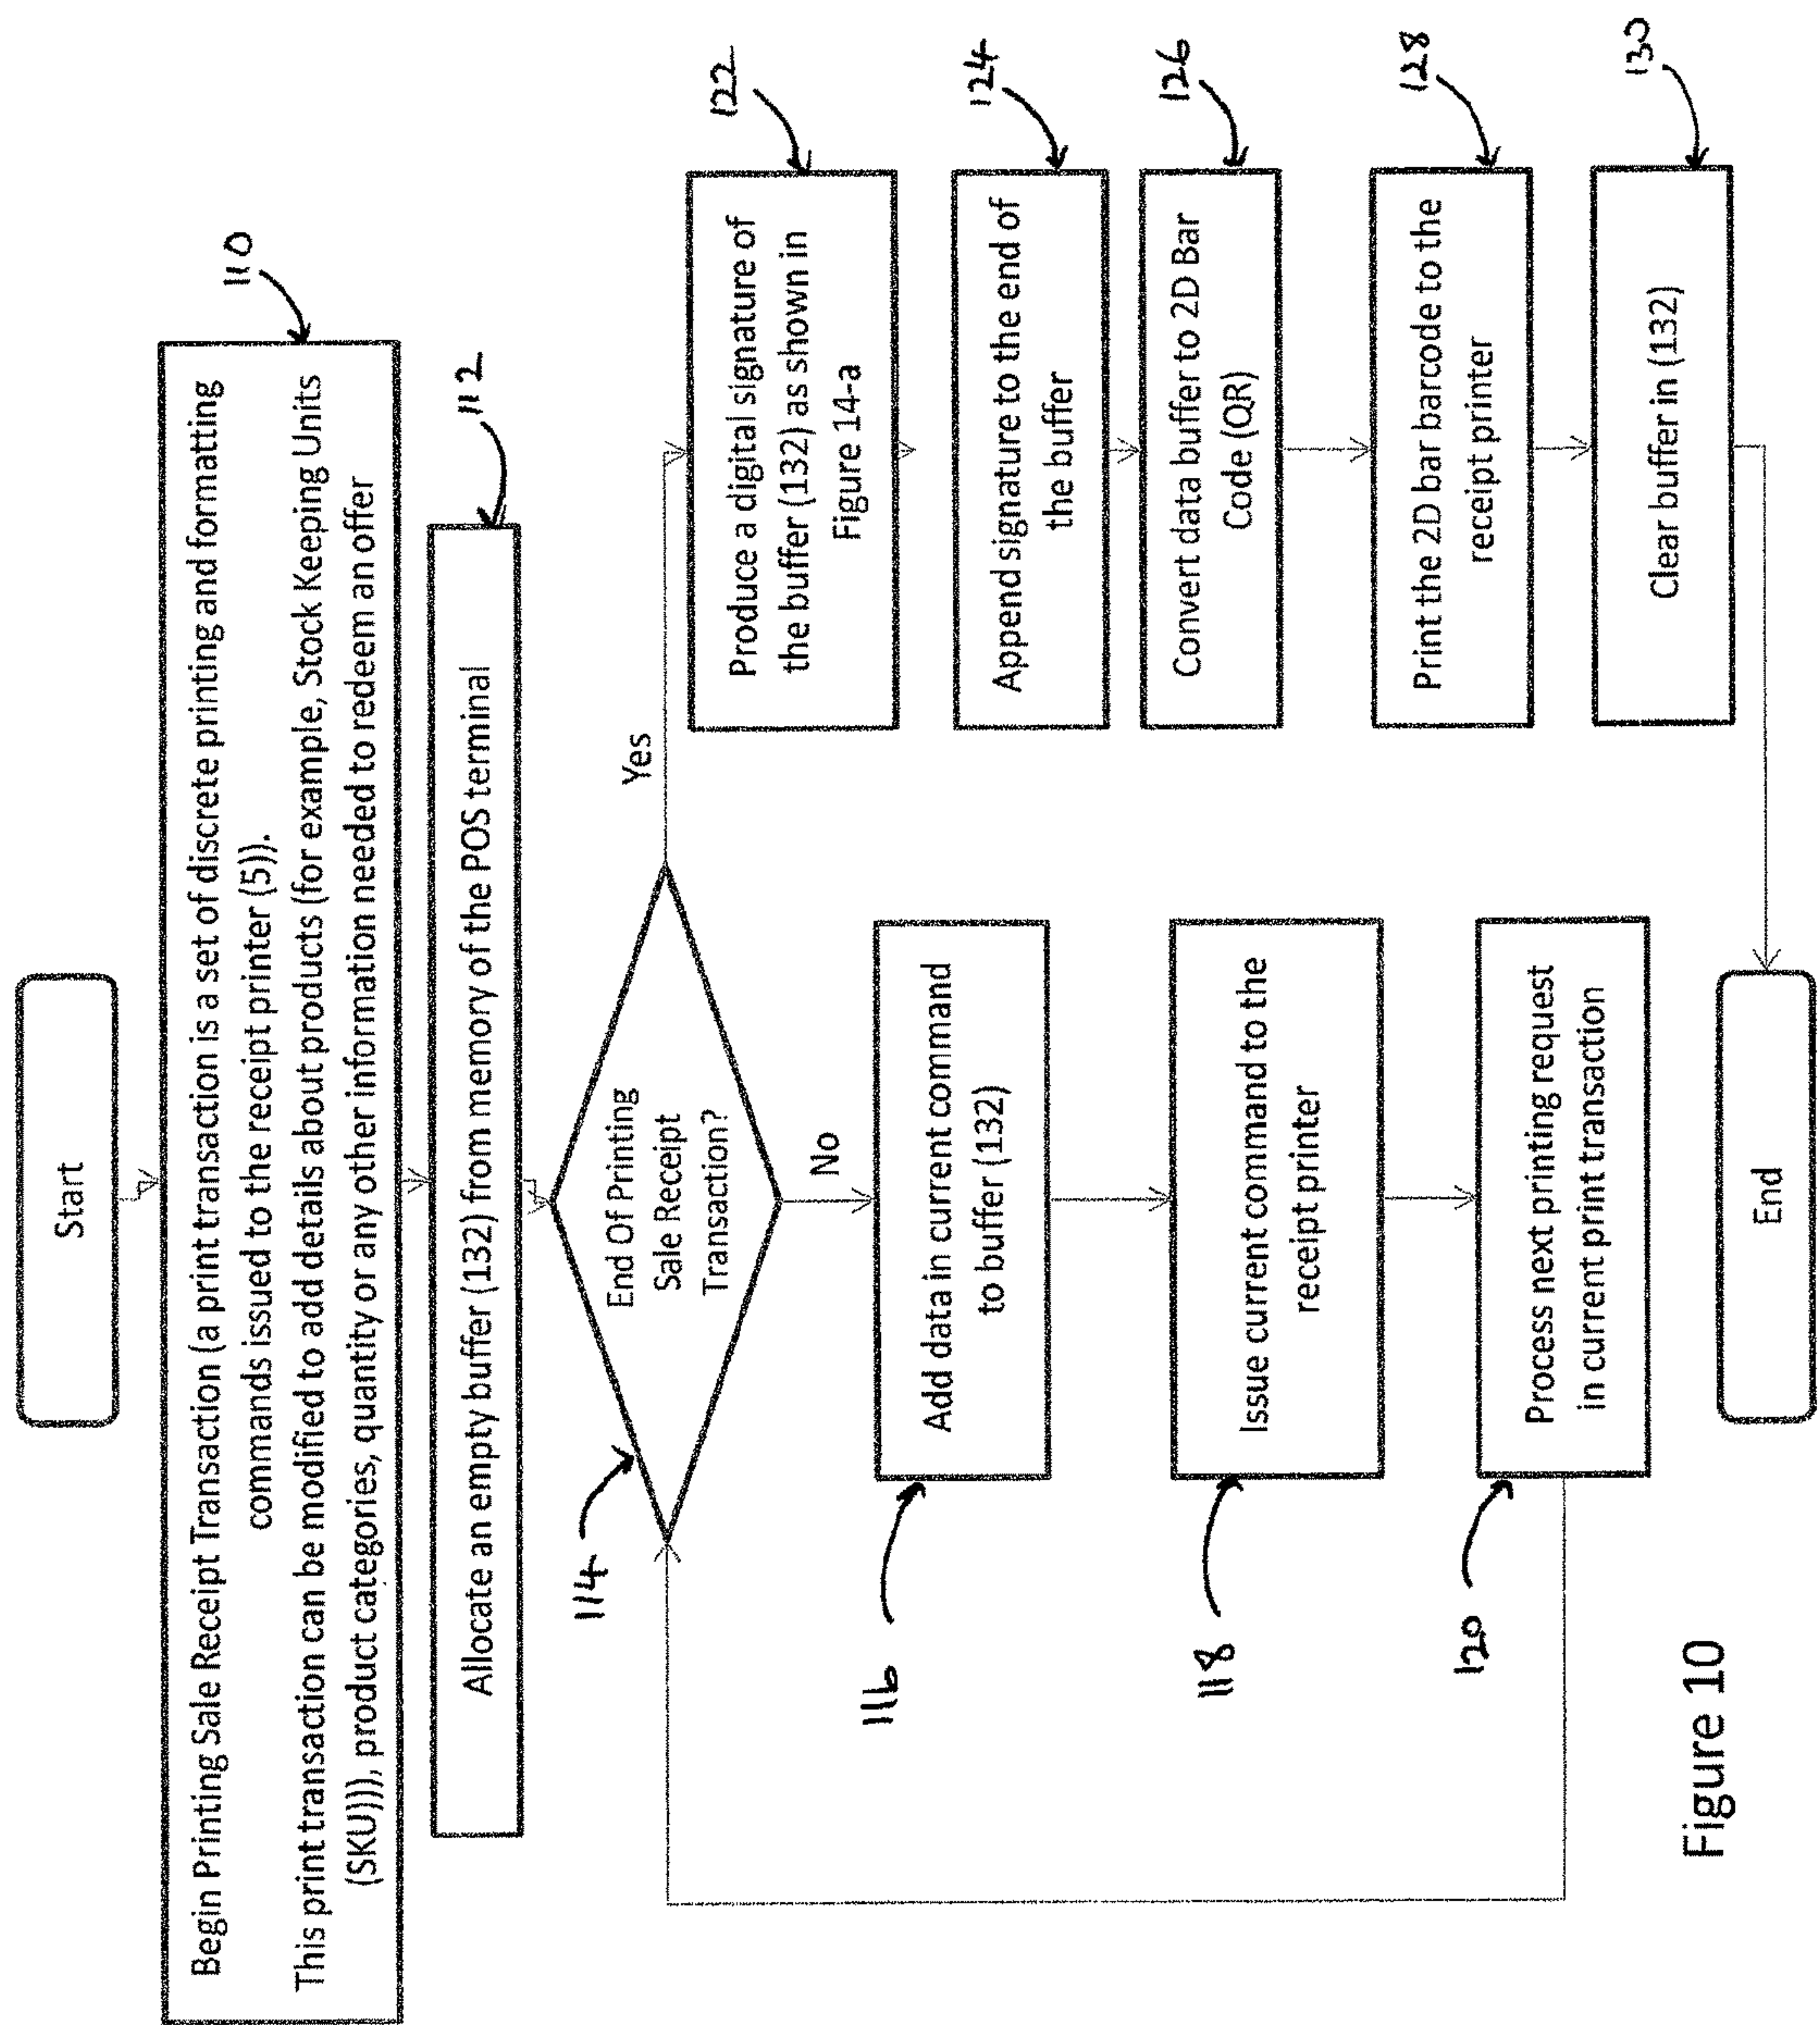 Start
110
Begin Printing Sale Receipt Transaction (a print transaction is a set of discrete printing and formatting
commands issued to the receipt printer (5)).
This print transaction can be modified to add details about products (for example, Stock Keeping Units
(SKU))), product categories, quantity or any other information needed to redeem an offer
112
Allocate an empty buffer (132) from memory of the POS terminal
114
End Of Printing
Sale Receipt
Transaction?
Yes
No
116
Add data in current command
to buffer (132)
118
Issue current command to the
receipt printer
120
Process next printing request
in current print transaction
122
Produce a digital signature of
the buffer (132) as shown in
Figure 14-a
124
Append signature to the end of
the buffer
126
Convert data buffer to 2D Bar
Code (QR)
128
Print the 2D bar barcode to the
receipt printer
130
Clear buffer in (132)
End
Figure 10